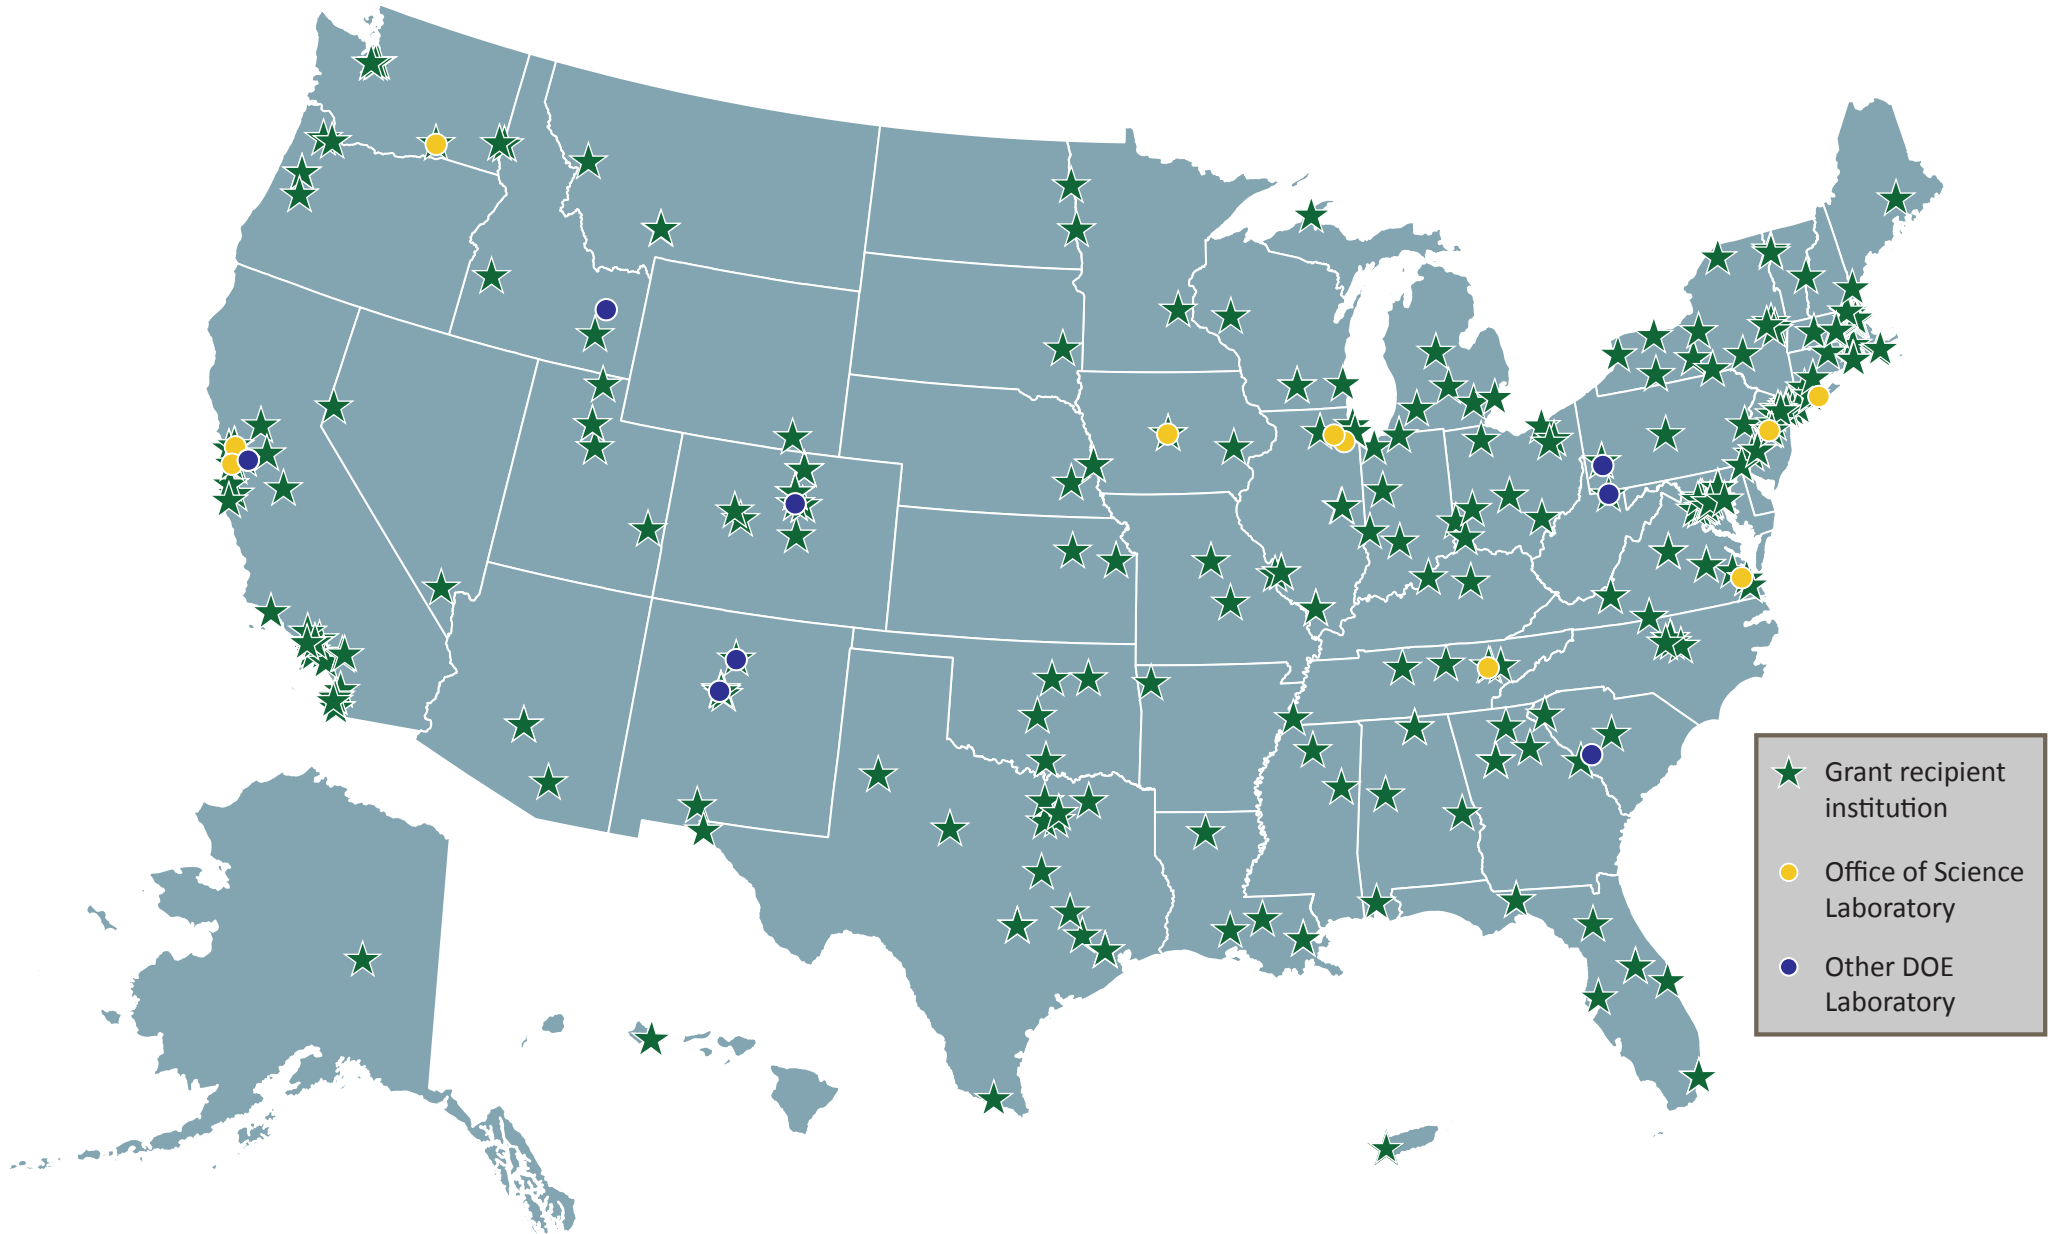 Grant recipient
institution
Office of Science
Laboratory
Other DOE
Laboratory